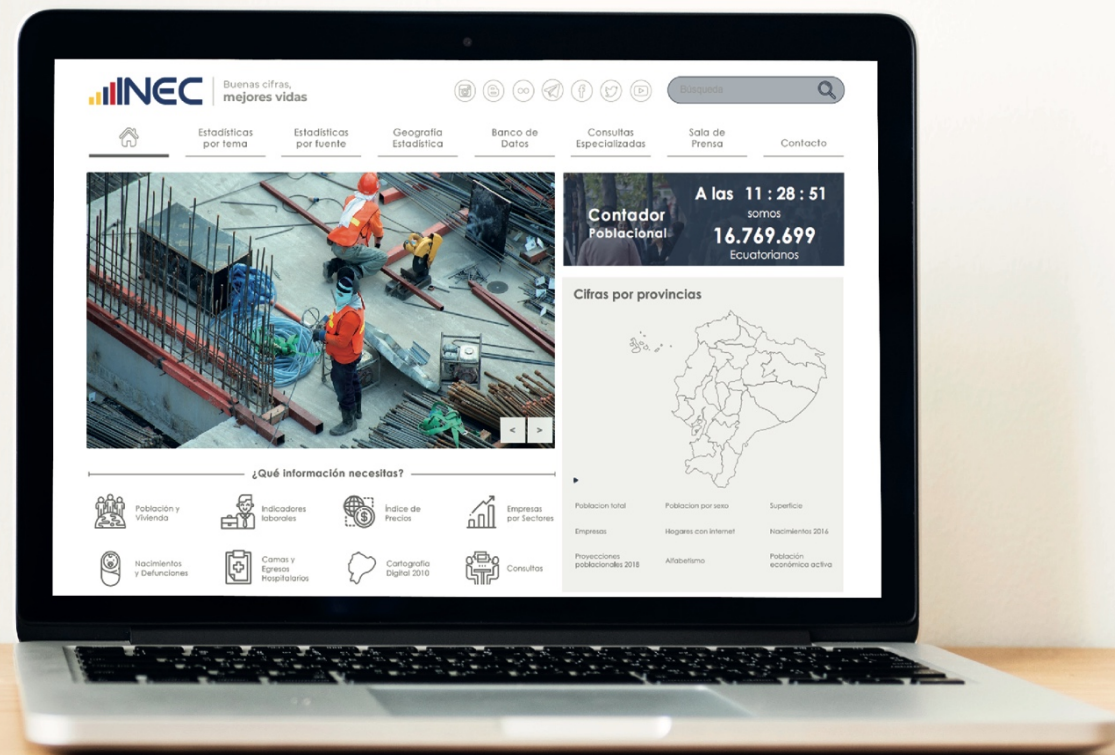 INEC
Buenas cifras,
mejores vidas
Búsqueda
Estadísticas
por tema
Estadísticas
por fuente
Geografía
Estadística
Banco de
Datos
Consultas
Especializadas
Sala de
Prensa
Contacto
Contador
Poblacional
A las 11 : 28 : 51
somos
16.769.699
Ecuatorianos
Cifras por provincias
< >
¿Qué información necesitas?
Población y
Vivienda
Indicadores
laborales
Índice de
Precios
Empresas
por Sectores
Nacimientos
y Defunciones
Camas y
Egresos
Hospitalarios
Cartografía
Digital 2010
Consultas
Poblacion total
Poblacion por sexo
Superficie
Empresas
Hogares con internet
Nacimientos 2016
Proyecciones
poblacionales 2018
Alfabetismo
Población
económica activa